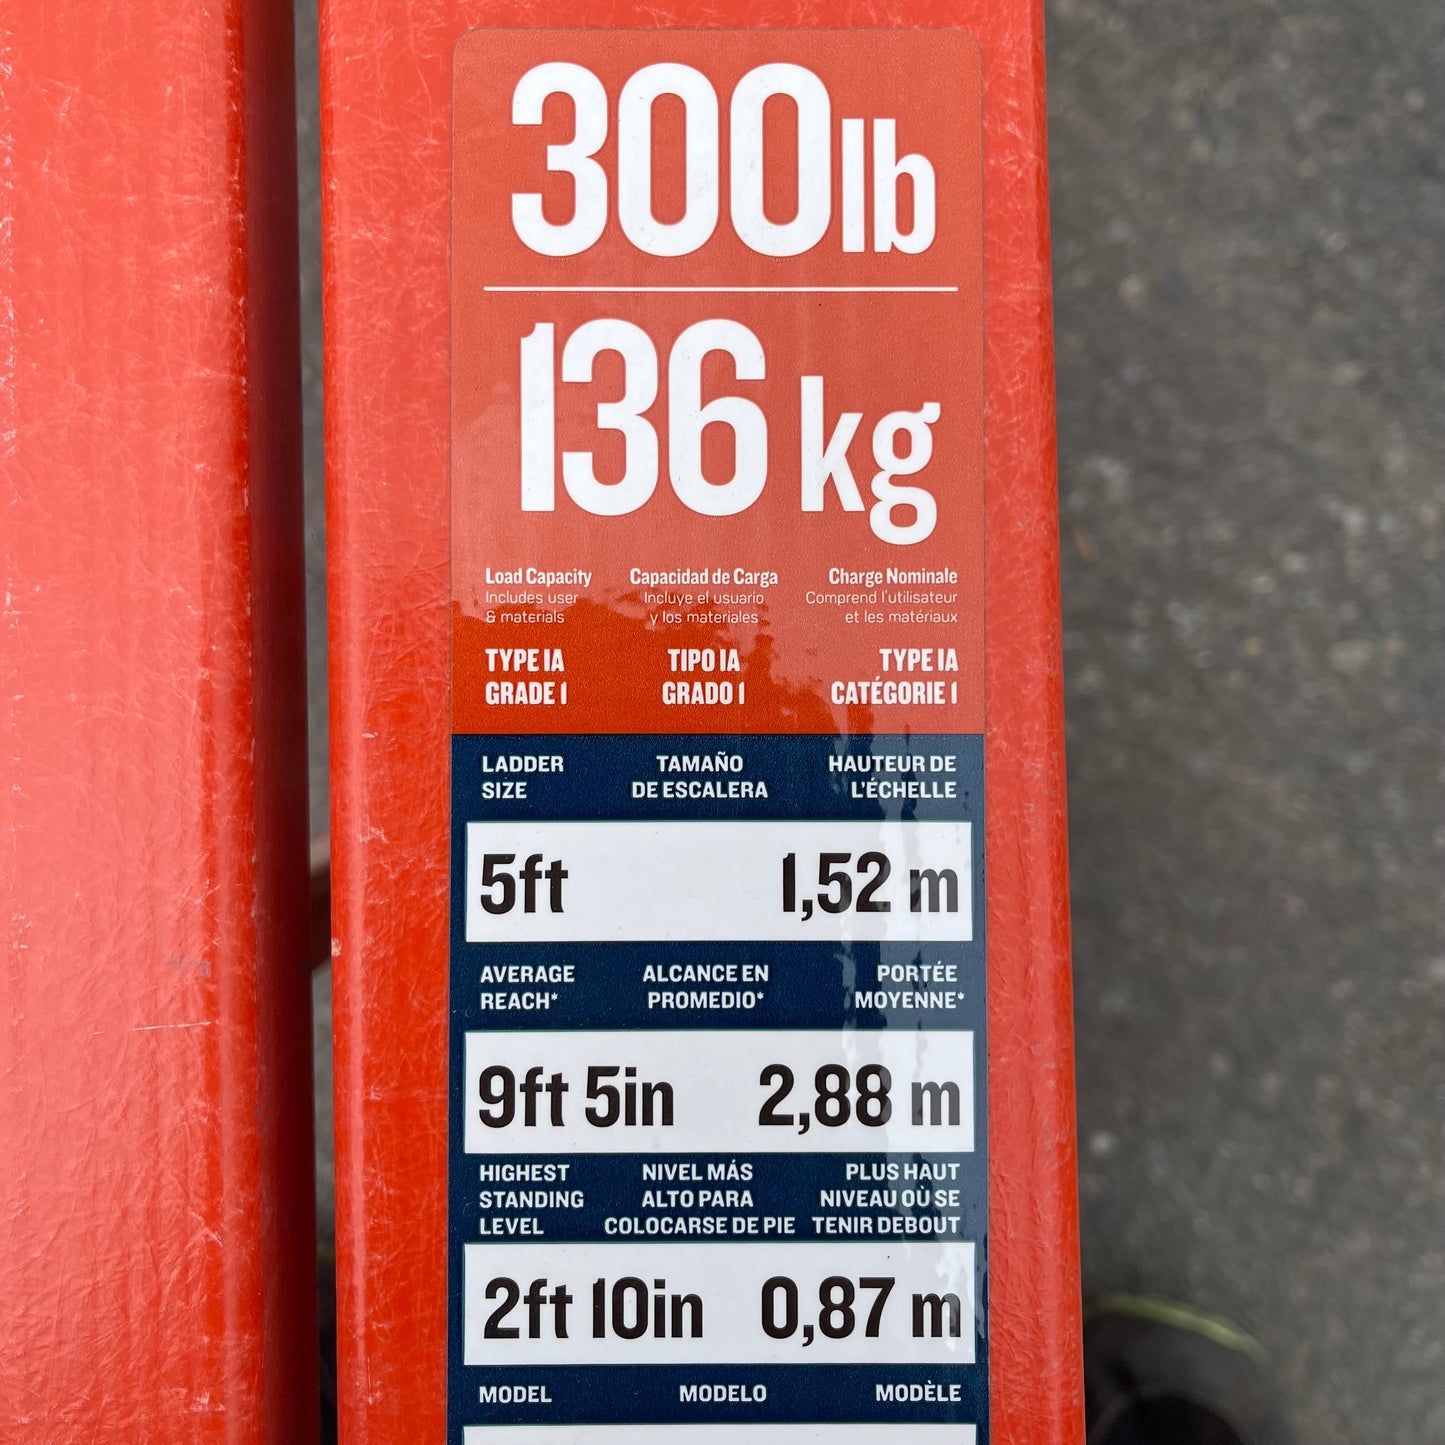 300lb
136 kg
Load Capacity Capacidad de Carga Charge Nominale
Includes user Incluye el usuario Comprend l'utilisateur
& materials y los materiales et les matériaux
TYPE IA TIPO IA TYPE IA
GRADE I GRADO I CATÉGORIE I
LADDER TAMAÑO HAUTEUR DE
SIZE DE ESCALERA L'ÉCHELLE
5ft 1,52 m
AVERAGE ALCANCE EN PORTÉE
REACH* PROMEDIO* MOYENNE*
9ft 5in 2,88 m
HIGHEST NIVEL MÁS PLUS HAUT
STANDING ALTO PARA NIVEAU OÙ SE
LEVEL COLOCARSE DE PIE TENIR DEBOUT
2ft 10in 0,87 m
MODEL MODELO MODÈLE